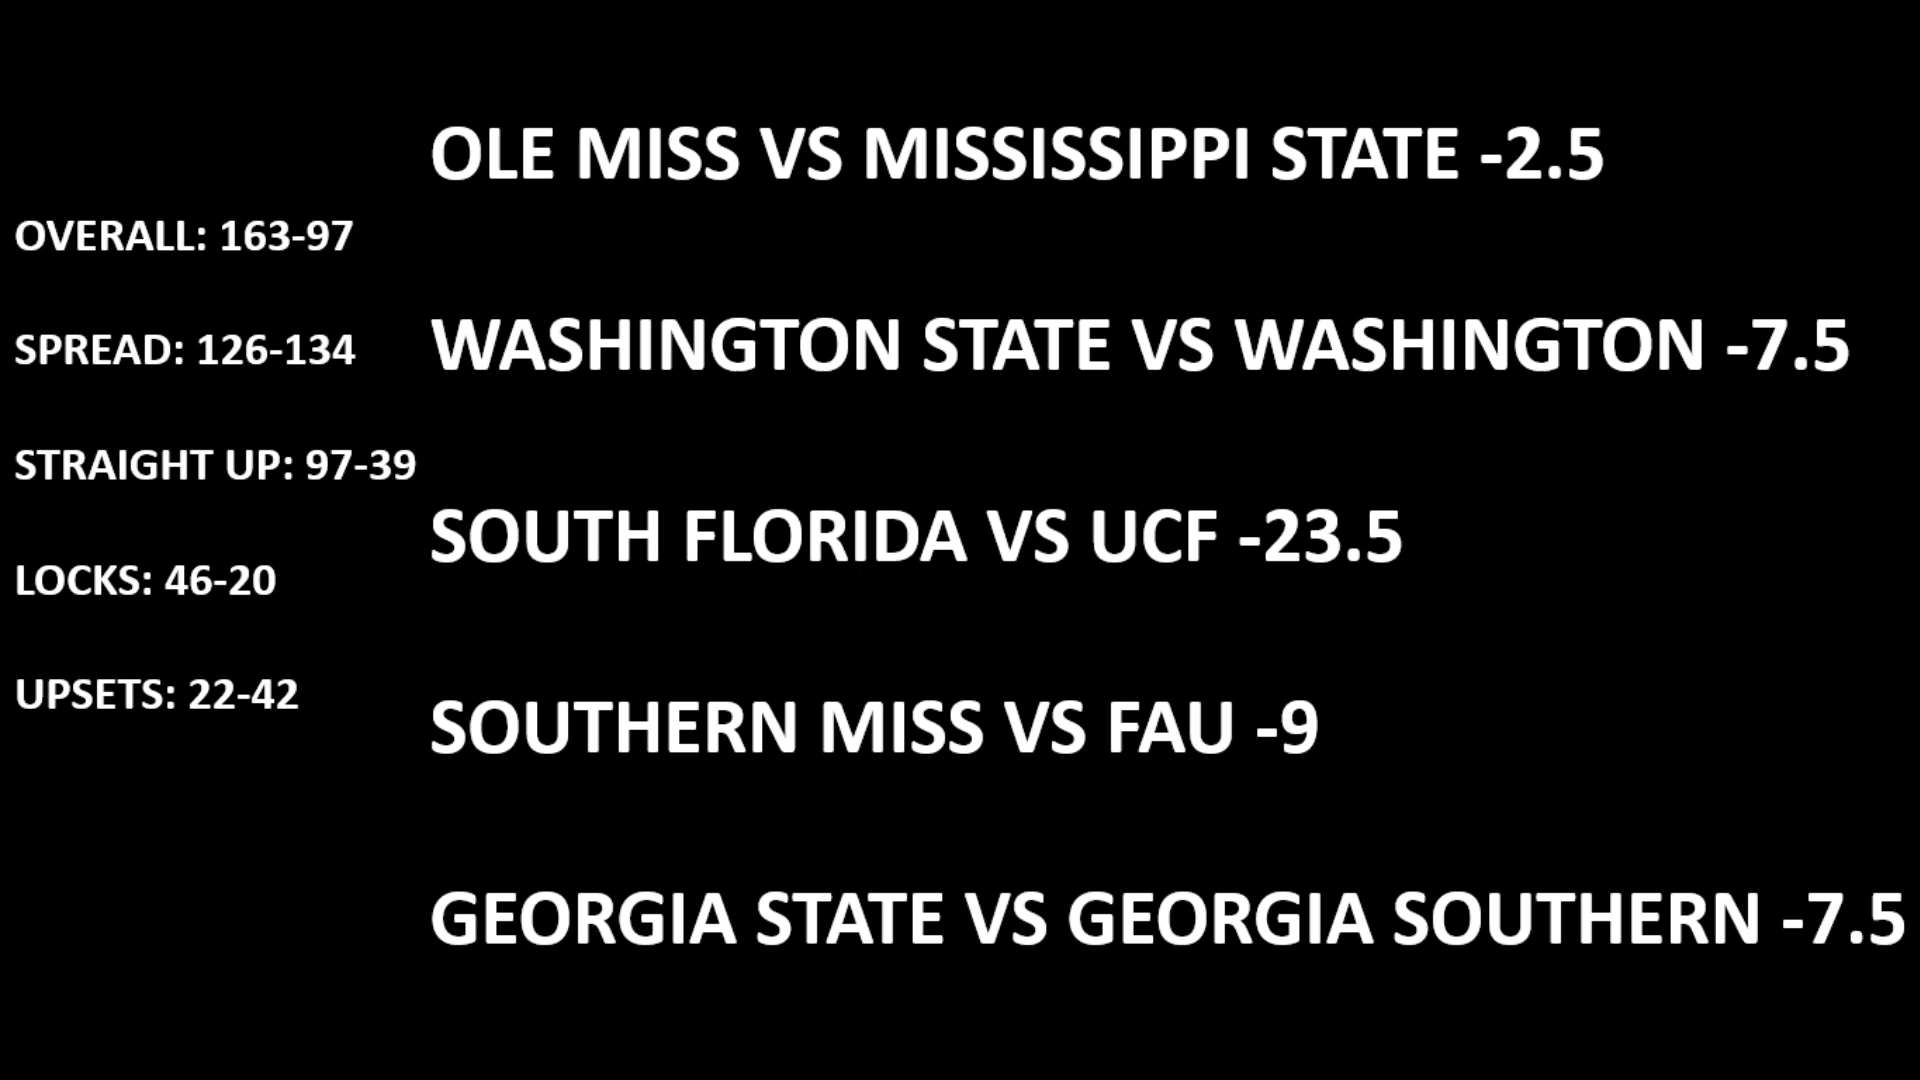 OLE MISS VS MISSISSIPPI STATE -2.5
OVERALL: 163-97
WASHINGTON STATE VS WASHINGTON -7.5
SPREAD: 126-134
STRAIGHT UP: 97-39
SOUTH FLORIDA VS UCF -23.5
LOCKS: 46-20
UPSETS: 22-42
SOUTHERN MISS VS FAU -9
GEORGIA STATE VS GEORGIA SOUTHERN -7.5